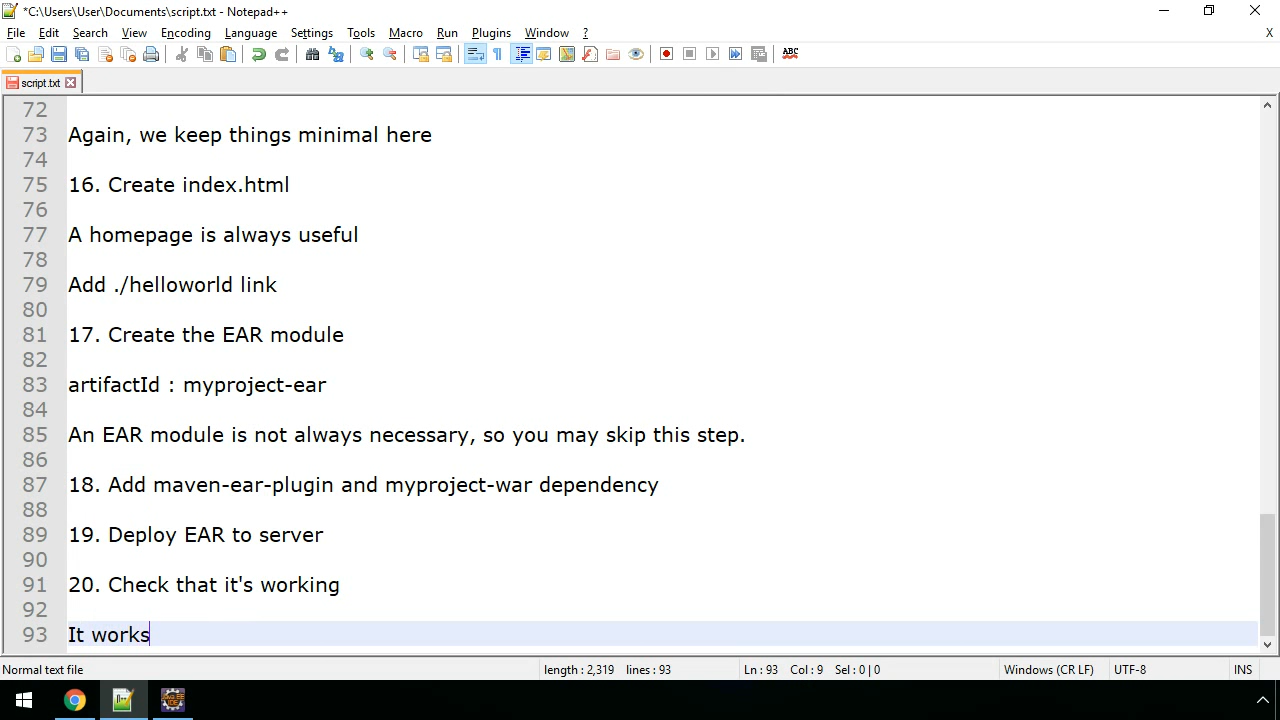 *C:\Users\User\Documents\script.txt - Notepad++
File Edit Search View Encoding Language Settings Tools Macro Run Plugins Window ? X
ABC
script.txt
72
73 Again, we keep things minimal here
74
75 16. Create index.html
76
77 A homepage is always useful
78
79 Add ./helloworld link
80
81 17. Create the EAR module
82
83 artifactId : myproject-ear
84
85 An EAR module is not always necessary, so you may skip this step.
86
87 18. Add maven-ear-plugin and myproject-war dependency
88
89 19. Deploy EAR to server
90
91 20. Check that it's working
92
93 It works
Normal text file length : 2,319 lines : 93 Ln : 93 Col : 9 Sel : 0 | 0 Windows (CR LF) UTF-8 INS